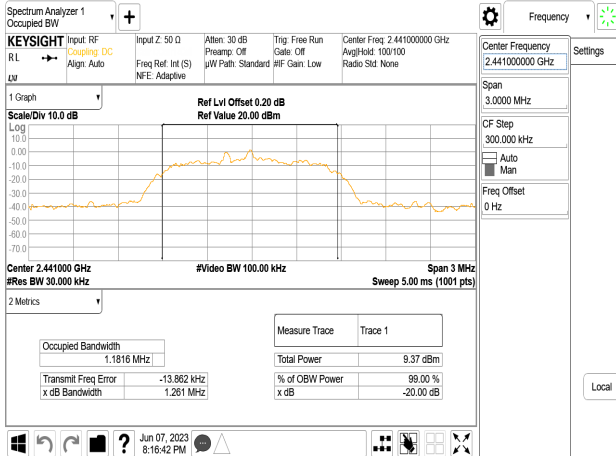 Spectrum Analyzer 1
Occupied BW
Frequency
KEYSIGHT Input: RF Input Z: 50 Ω Atten: 30 dB Trig: Free Run Center Freq: 2.441000000 GHz
Coupling: DC Preamp: Off Gate: Off Avg|Hold: 100/100
R L Align: Auto Freq Ref: Int (S) µW Path: Standard #IF Gain: Low Radio Std: None
NFE: Adaptive
Center Frequency
2.441000000 GHz
Settings
Span
3.0000 MHz
CF Step
300.000 kHz
Auto
Man
Freq Offset
0 Hz
Local
1 Graph
Ref Lvl Offset 0.20 dB
Scale/Div 10.0 dB Ref Value 20.00 dBm
Log
10.0
0.00
-10.0
-20.0
-30.0
-40.0
-50.0
-60.0
-70.0
Center 2.441000 GHz #Video BW 100.00 kHz Span 3 MHz
#Res BW 30.000 kHz Sweep 5.00 ms (1001 pts)
2 Metrics
Measure Trace Trace 1
Occupied Bandwidth
1.1816 MHz
Total Power 9.37 dBm
Transmit Freq Error -13.862 kHz % of OBW Power 99.00 %
x dB Bandwidth 1.261 MHz x dB -20.00 dB
Jun 07, 2023
8:16:42 PM